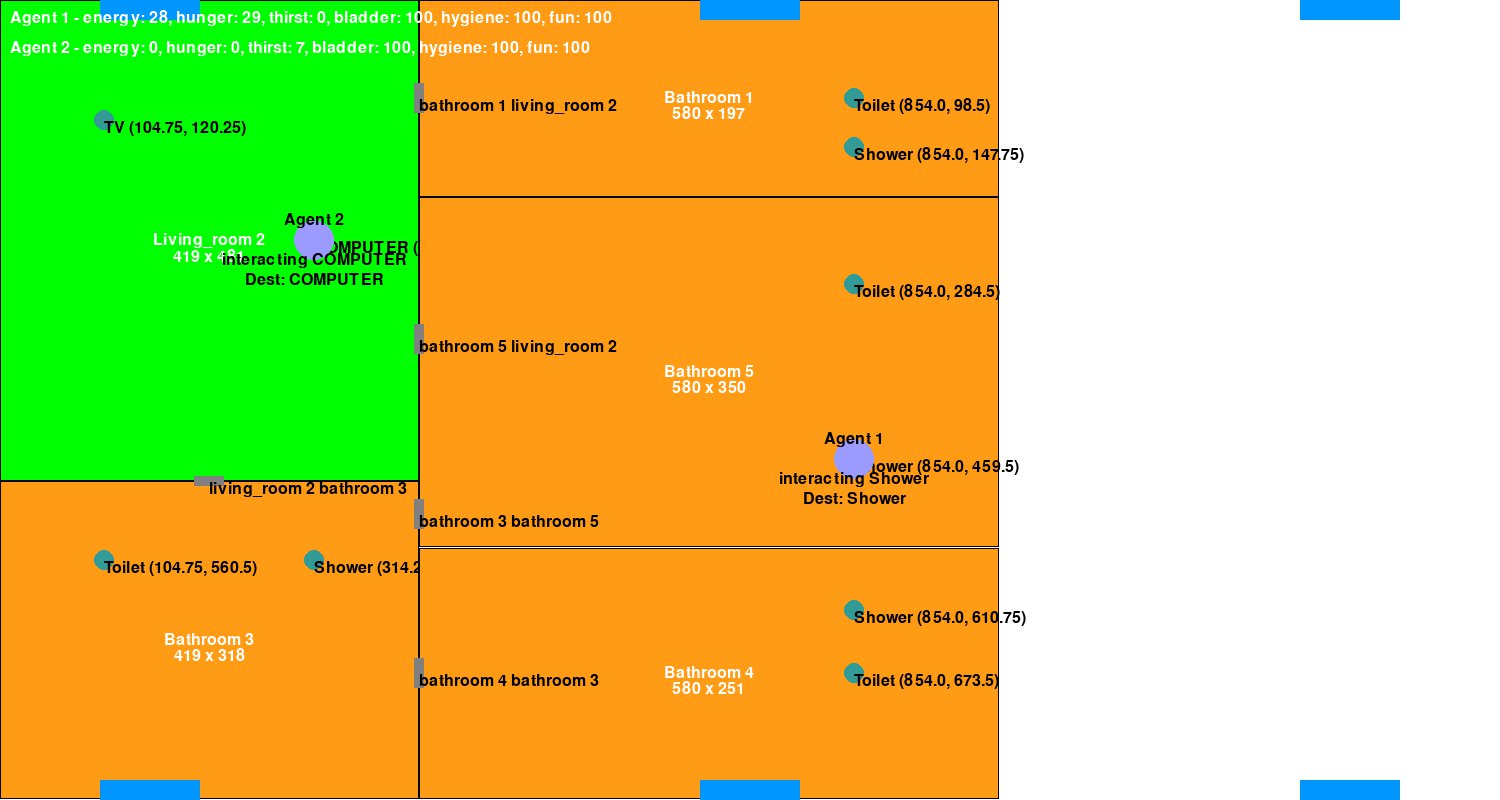 Agent 1 - energy: 28, hunger: 29, thirst: 0, bladder: 100, hygiene: 100, fun: 100
Agent 2 - energy: 0, hunger: 0, thirst: 7, bladder: 100, hygiene: 100, fun: 100
bathroom 1 living_room 2
Bathroom 1
580 x 197
Toilet (854.0, 98.5)
TV (104.75, 120.25)
Shower (854.0, 147.75)
Agent 2
Living_room 2
419 x 481
OMPUTER (
interacting COMPUTER
Dest: COMPUTER
Toilet (854.0, 284.5)
bathroom 5 living_room 2
Bathroom 5
580 x 350
Agent 1
ower (854.0, 459.5)
interacting Shower
Dest: Shower
living_room 2 bathroom 3
bathroom 3 bathroom 5
Toilet (104.75, 560.5)
Shower (314.2
Shower (854.0, 610.75)
Bathroom 3
419 x 318
bathroom 4 bathroom 3
Bathroom 4
580 x 251
Toilet (854.0, 673.5)